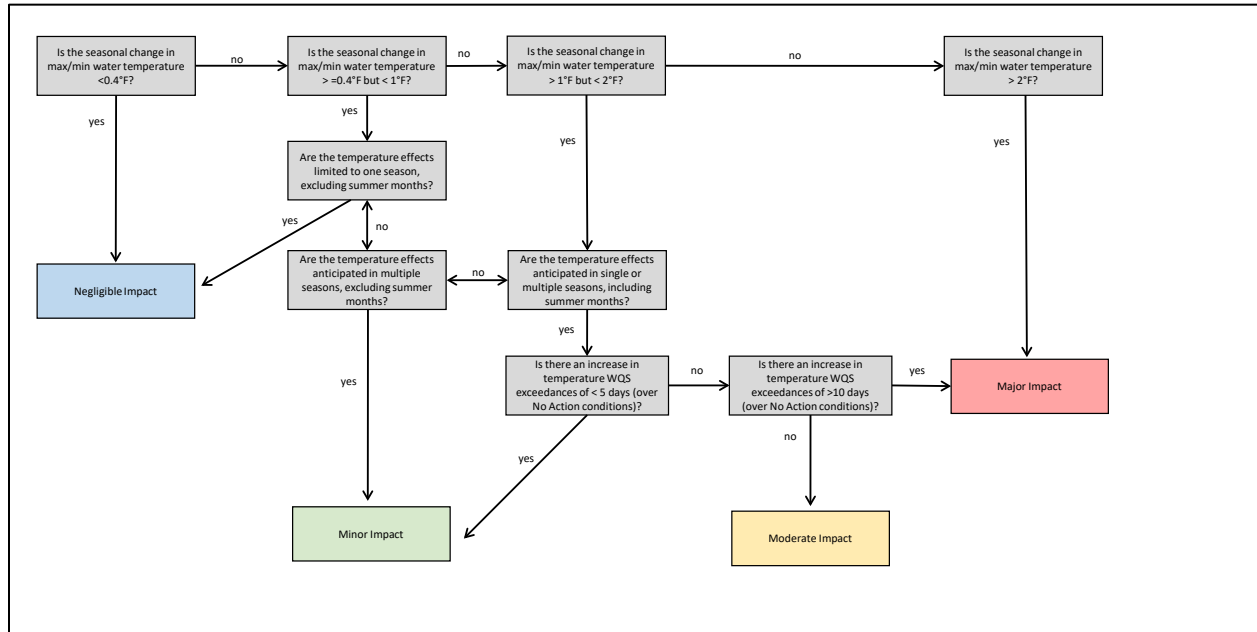 Is the seasonal change in
max/min water temperature
<0.4°F?
no
Is the seasonal change in
max/min water temperature
> =0.4°F but < 1°F?
no
Is the seasonal change in
max/min water temperature
> 1°F but < 2°F?
no
Is the seasonal change in
max/min water temperature
> 2°F?
yes
yes
yes
yes
Are the temperature effects
limited to one season,
excluding summer months?
yes
no
Negligible Impact
Are the temperature effects
anticipated in multiple
seasons, excluding summer
months?
no
Are the temperature effects
anticipated in single or
multiple seasons, including
summer months?
yes
yes
Is there an increase in
temperature WQS
exceedances of < 5 days (over
No Action conditions)?
no
Is there an increase in
temperature WQS
exceedances of >10 days
(over No Action conditions)?
yes
Major Impact
yes
no
Minor Impact
Moderate Impact